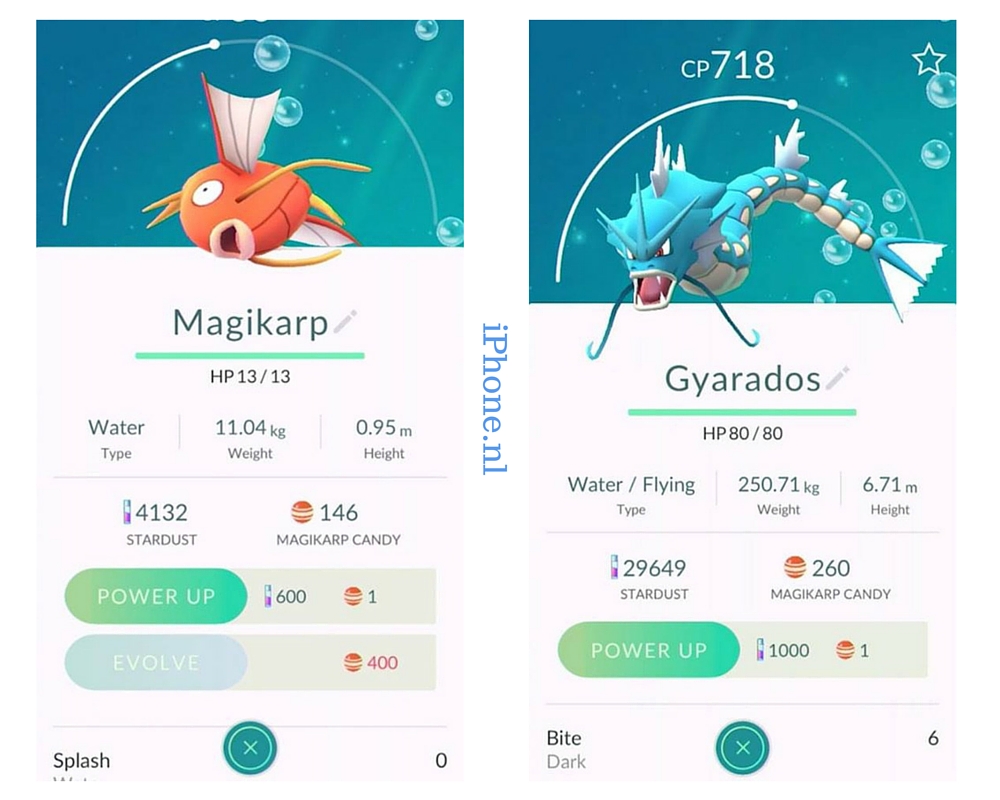 Magikarp
HP 13 / 13
Water
Type
11.04 kg
Weight
0.95 m
Height
4132
STARDUST
146
MAGIKARP CANDY
POWER UP
600
1
EVOLVE
400
Splash
0
iPhone.nl
CP718
Gyarados
HP 80 / 80
Water / Flying
Type
250.71 kg
Weight
6.71 m
Height
29649
STARDUST
260
MAGIKARP CANDY
POWER UP
1000
1
Bite
6
Dark